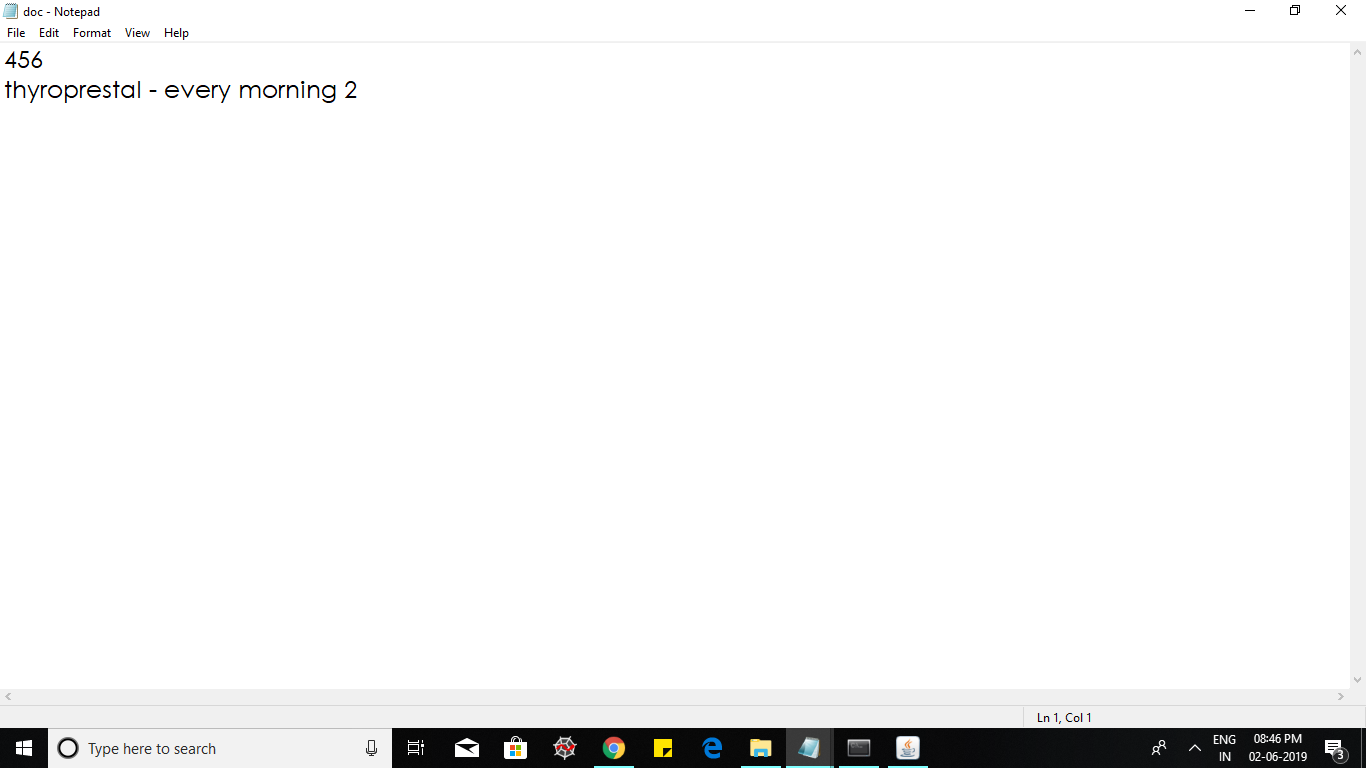 doc - Notepad
File Edit Format View Help
456
thyroprestal - every morning 2
Ln 1, Col 1
Type here to search
ENG
IN
08:46 PM
02-06-2019
3